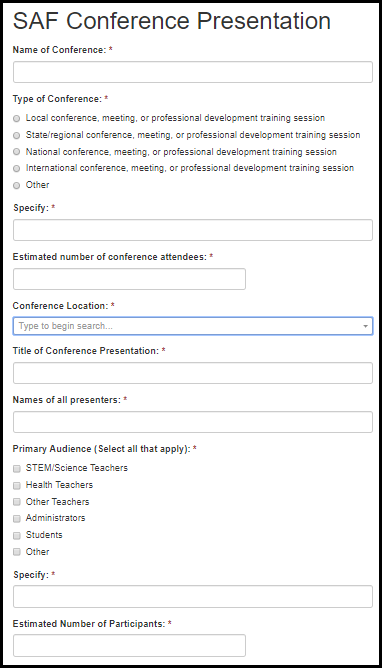 SAF Conference Presentation
Name of Conference: *
Type of Conference: *
Local conference, meeting, or professional development training session
State/regional conference, meeting, or professional development training session
National conference, meeting, or professional development training session
International conference, meeting, or professional development training session
Other
Specify: *
Estimated number of conference attendees: *
Conference Location: *
Type to begin search...
Title of Conference Presentation: *
Names of all presenters: *
Primary Audience (Select all that apply): *
STEM/Science Teachers
Health Teachers
Other Teachers
Administrators
Students
Other
Specify: *
Estimated Number of Participants: *